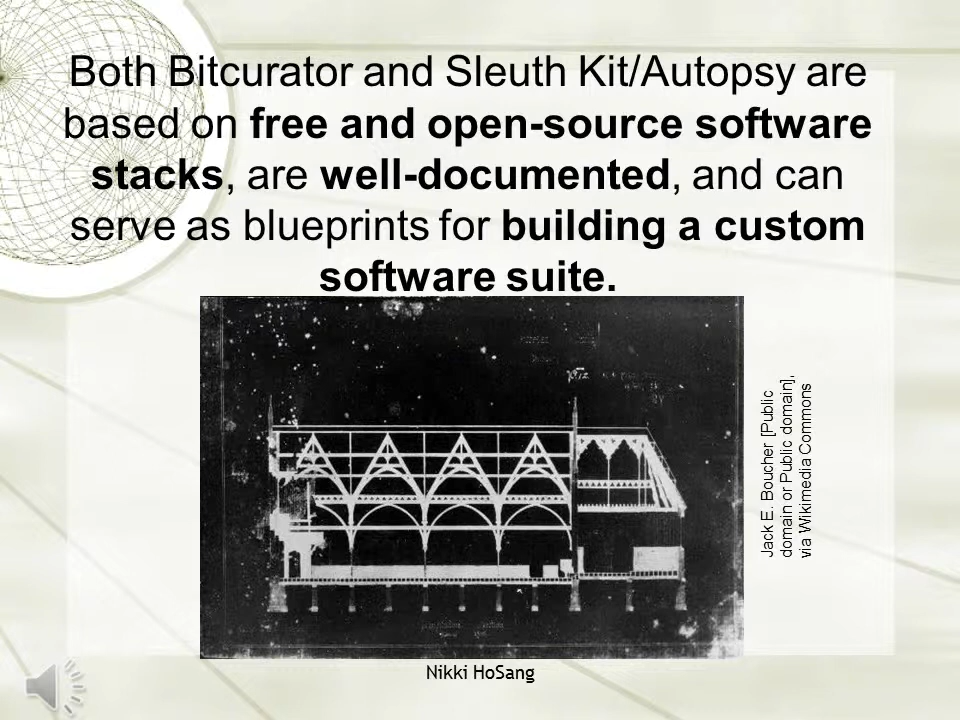 Both Bitcurator and Sleuth Kit/Autopsy are
based on free and open-source software
stacks, are well-documented, and can
serve as blueprints for building a custom
software suite.
Jack E. Boucher [Public
domain or Public domain],
via Wikimedia Commons
Nikki HoSang